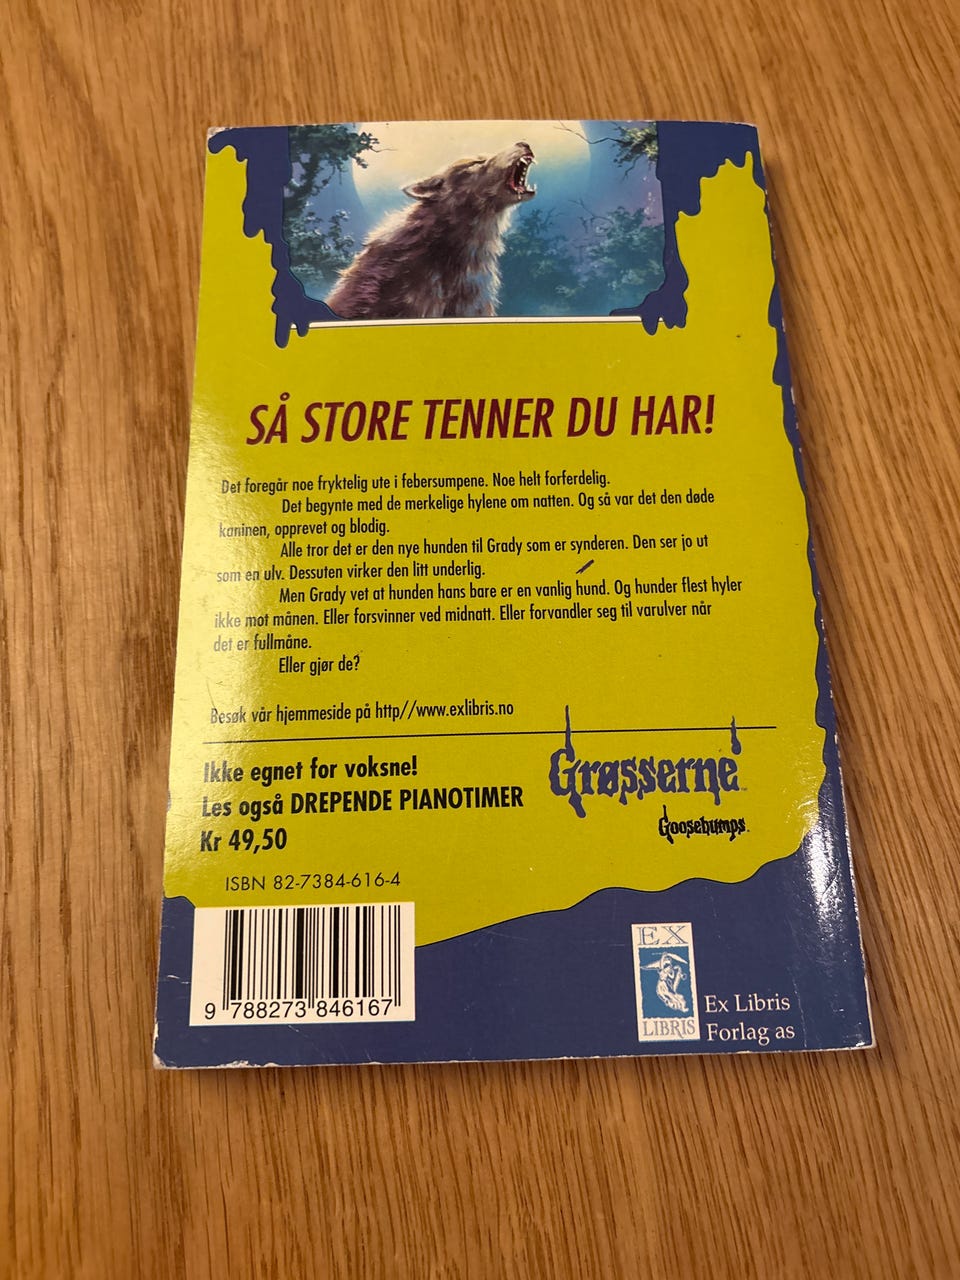 SÅ STORE TENNER DU HAR!
Det foregår noe fryktelig ute i febersumpene. Noe helt forferdelig.
Det begynte med de merkelige hylene om natten. Og så var det den døde
kaninen, opprevet og blodig.
Alle tror det er den nye hunden til Grady som er synderen. Den ser jo ut
som en ulv. Dessuten virker den litt underlig.
Men Grady vet at hunden hans bare er en vanlig hund. Og hunder flest hyler
ikke mot månen. Eller forsvinner ved midnatt. Eller forvandler seg til varulver når
det er fullmåne.
Eller gjør de?
Besøk vår hjemmeside på http//www.exlibris.no
Ikke egnet for voksne!
Les også DREPENDE PIANOTIMER
Kr 49,50
Grøsserne™
Goosebumps™
ISBN 82-7384-616-4
9 788273 846167
EX
LIBRIS
Ex Libris
Forlag as